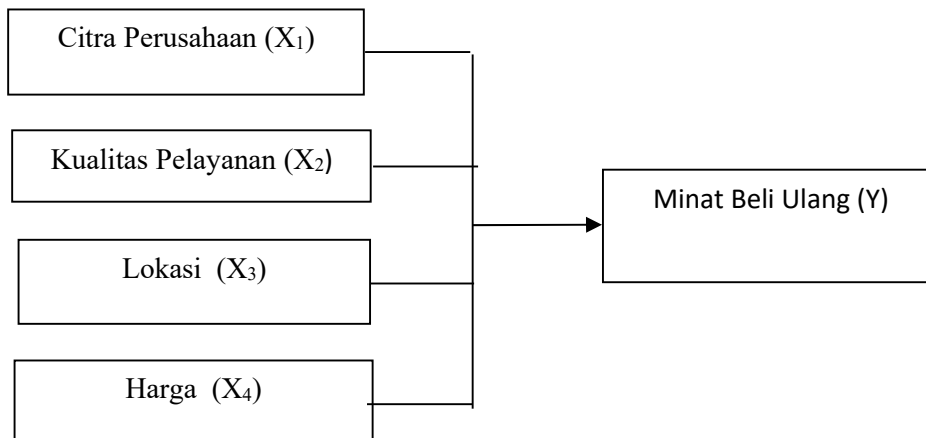 Citra Perusahaan (X₁)
Kualitas Pelayanan (X₂)
Lokasi (X₃)
Harga (X₄)
Minat Beli Ulang (Y)